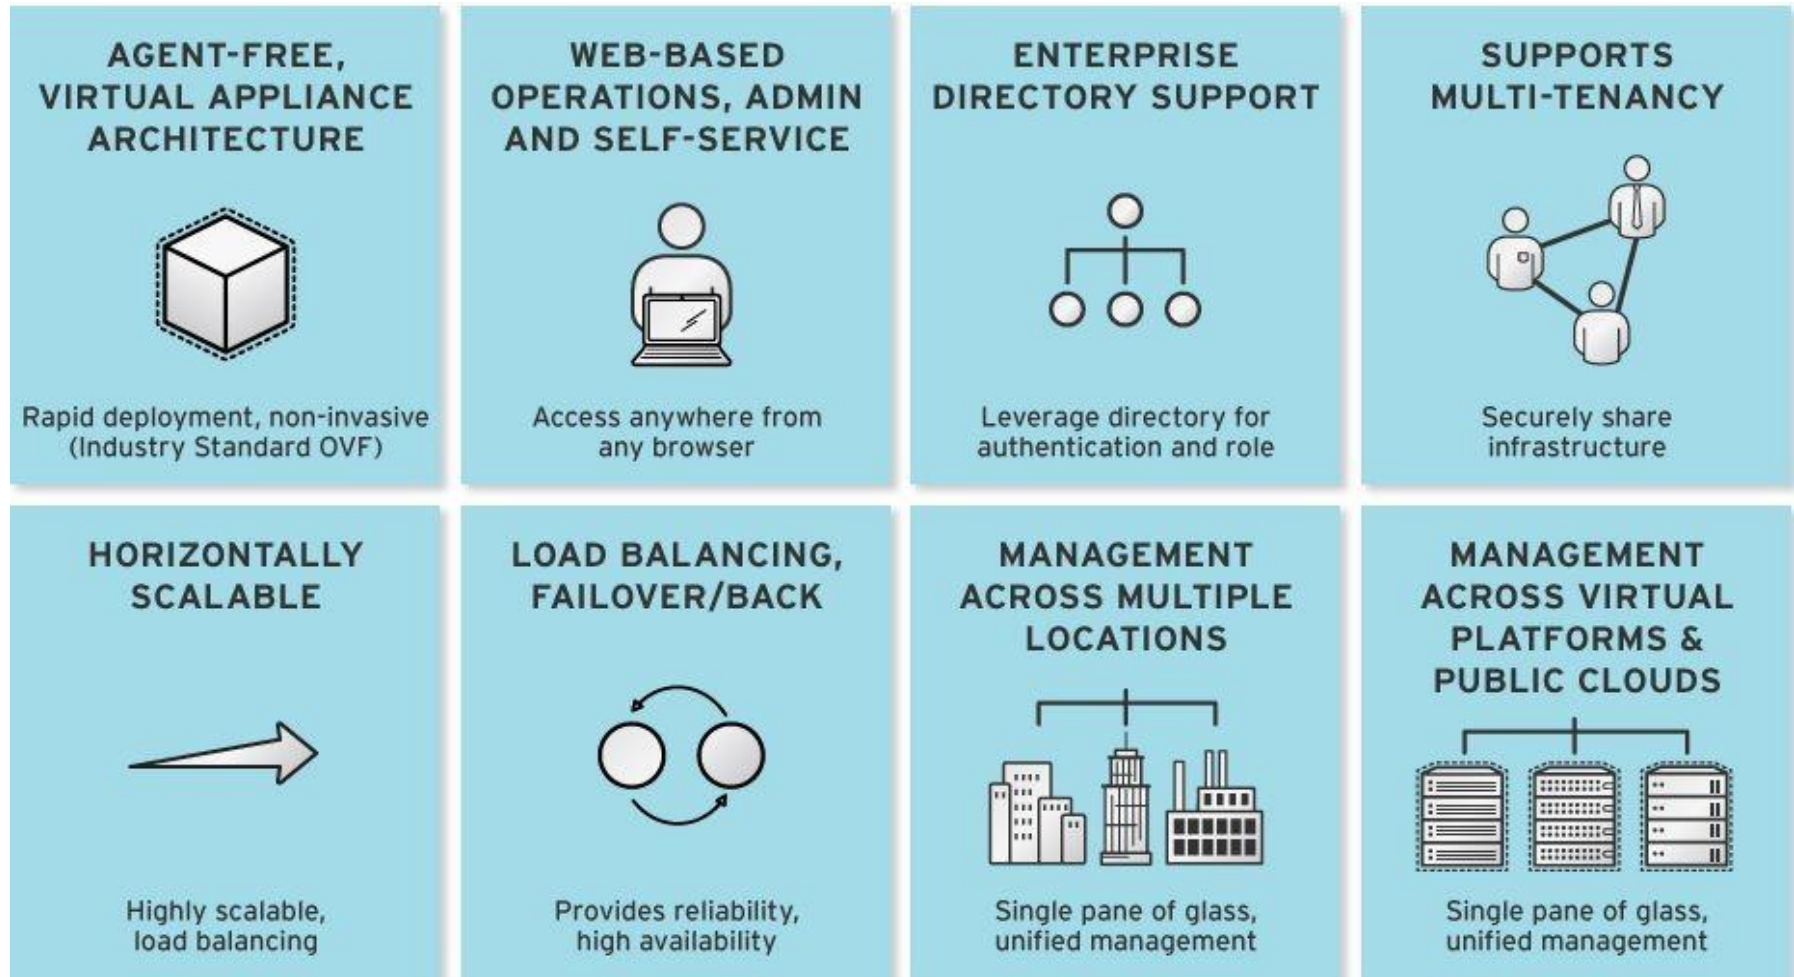 AGENT-FREE,
VIRTUAL APPLIANCE
ARCHITECTURE
Rapid deployment, non-invasive
(Industry Standard OVF)
WEB-BASED
OPERATIONS, ADMIN
AND SELF-SERVICE
Access anywhere from
any browser
ENTERPRISE
DIRECTORY SUPPORT
Leverage directory for
authentication and role
SUPPORTS
MULTI-TENANCY
Securely share
infrastructure
HORIZONTALLY
SCALABLE
Highly scalable,
load balancing
LOAD BALANCING,
FAILOVER/BACK
Provides reliability,
high availability
MANAGEMENT
ACROSS MULTIPLE
LOCATIONS
Single pane of glass,
unified management
MANAGEMENT
ACROSS VIRTUAL
PLATFORMS &
PUBLIC CLOUDS
Single pane of glass,
unified management